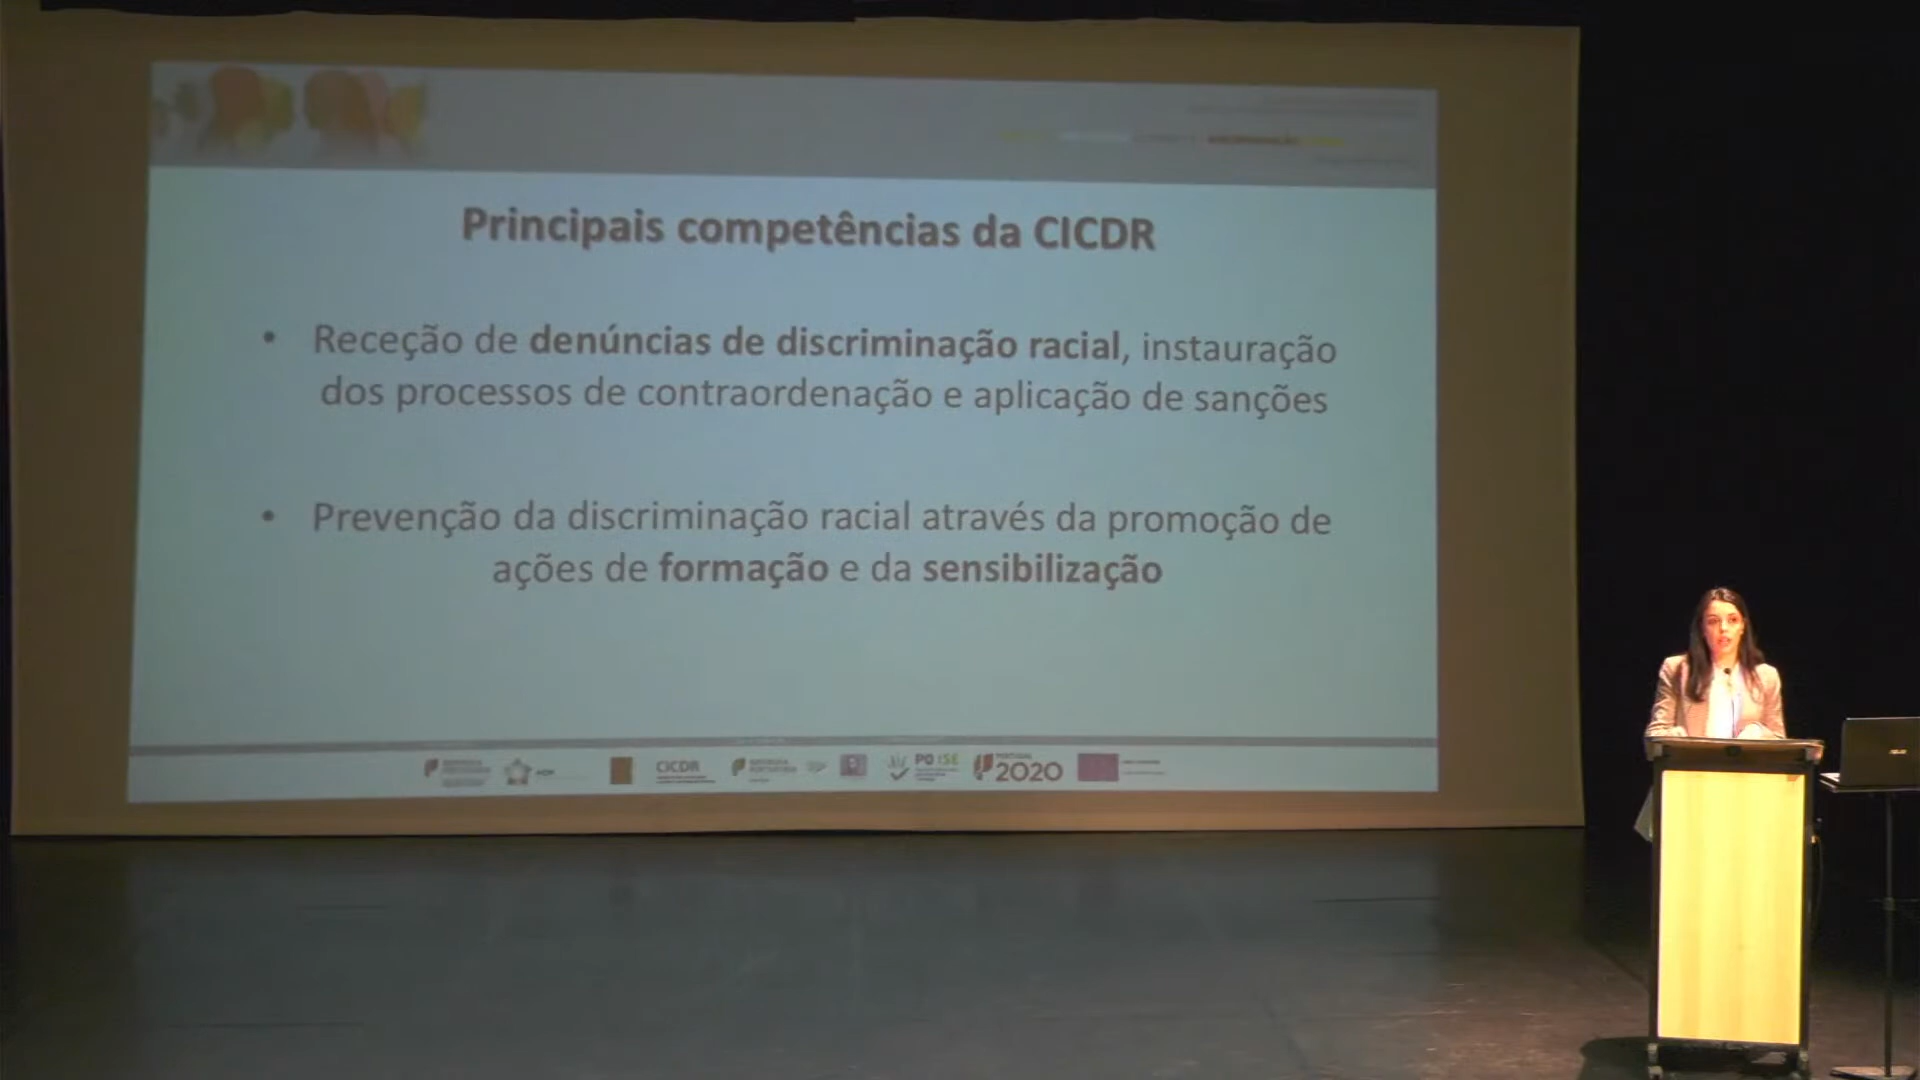 Principais competências da CICDR
• Receção de denúncias de discriminação racial, instauração
dos processos de contraordenação e aplicação de sanções
• Prevenção da discriminação racial através da promoção de
ações de formação e da sensibilização
CICDR
PO ISE
PORTUGAL
2020